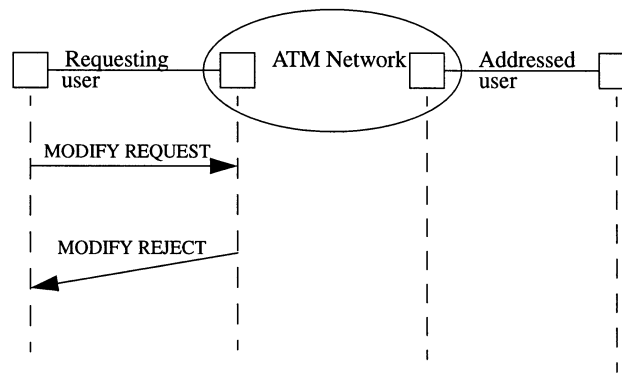 Requesting
user
ATM Network
Addressed
user
MODIFY REQUEST
MODIFY REJECT